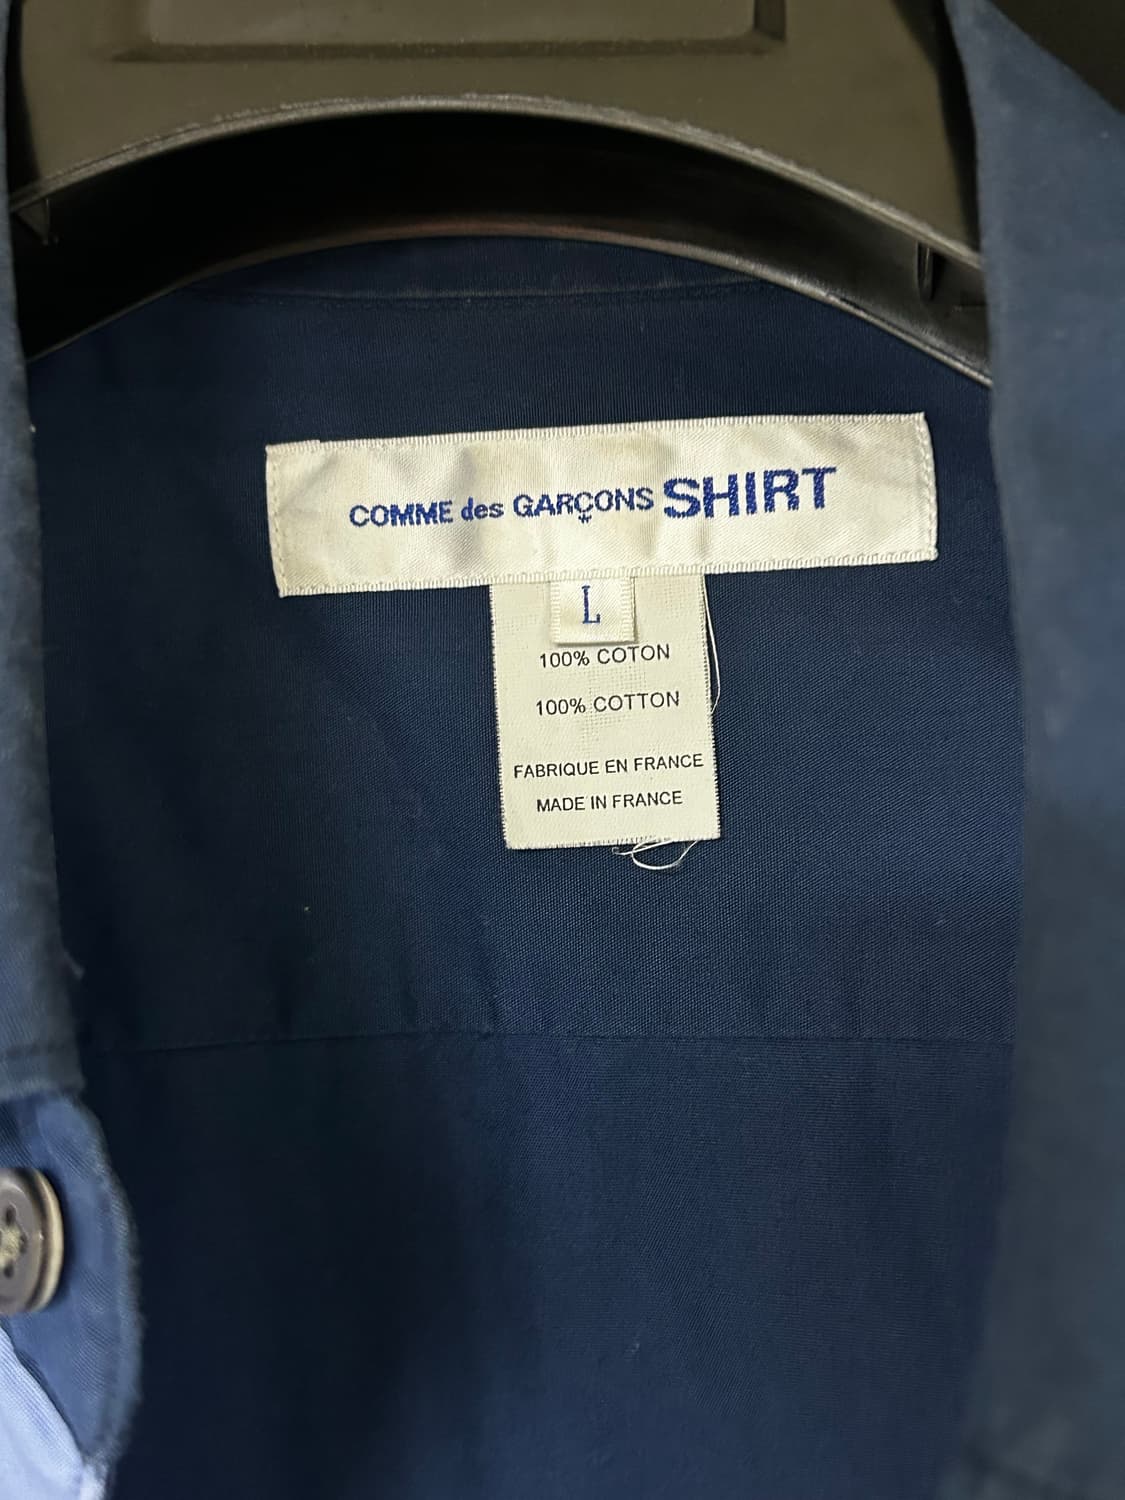 COMME des GARÇONS SHIRT
L
100% COTON
100% COTTON
FABRIQUE EN FRANCE
MADE IN FRANCE